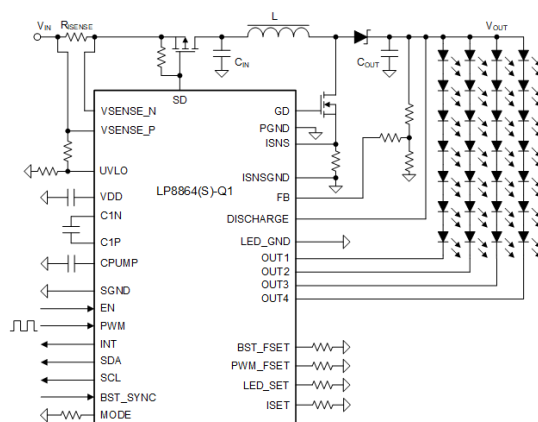 VIN RISENSE L VOUT
CIN COUT
SD
VSENSE_N GD
VSENSE_P PGND
ISNS
UVLO ISNSGND
LP8864(S)-Q1
VDD FB
C1N DISCHARGE
C1P LED_GND
CPUMP OUT1
OUT2
SGND OUT3
EN OUT4
PWM
INT BST_FSET
SDA PWM_FSET
SCL LED_SET
BST_SYNC ISET
MODE